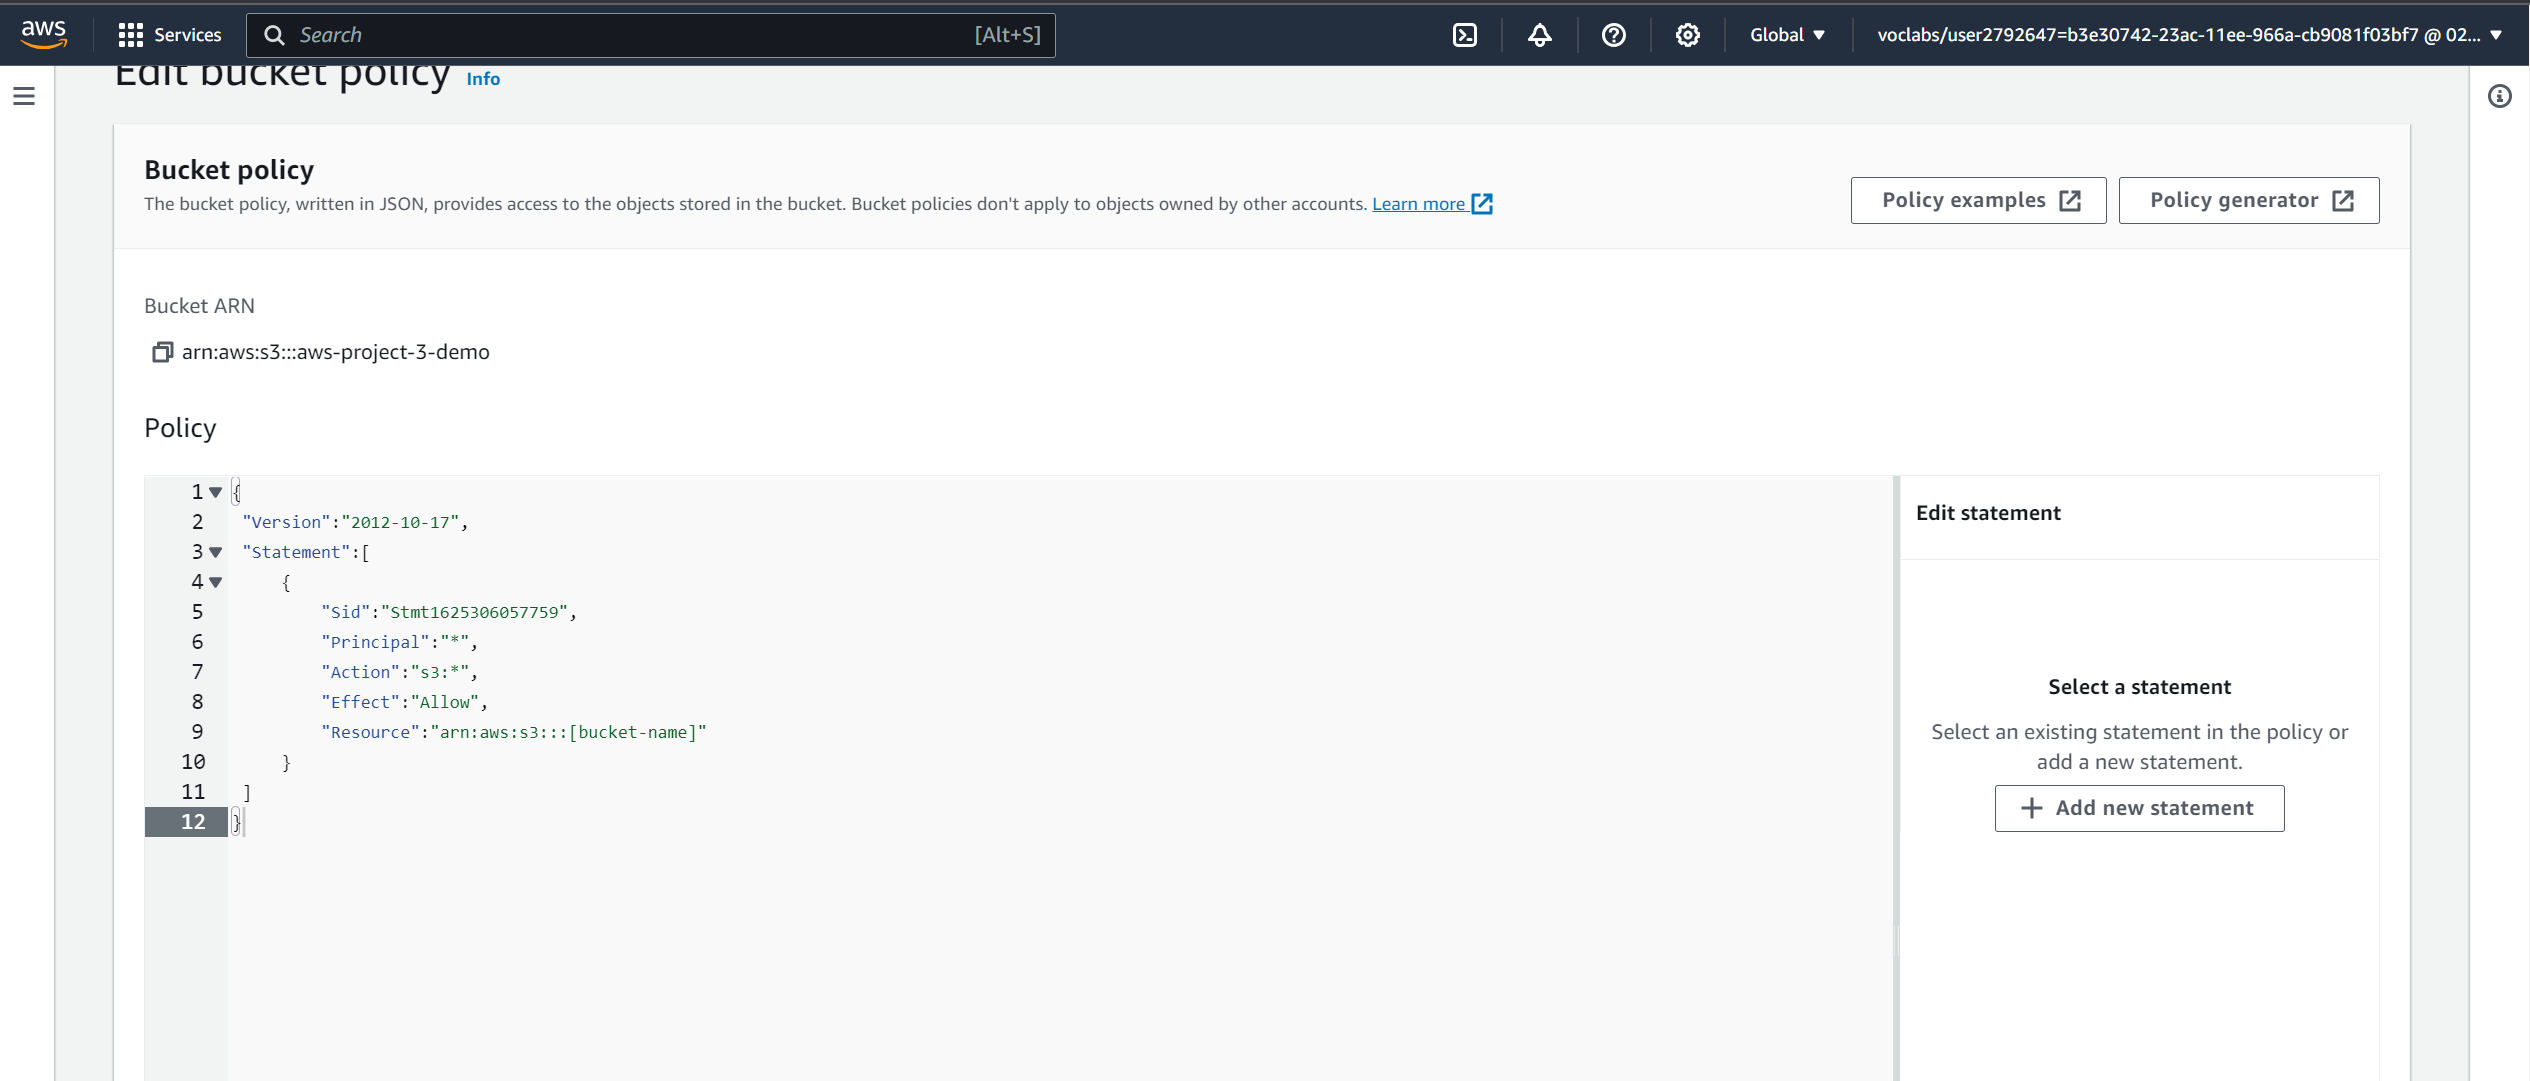 aws
Services
Search
[Alt+S]
Global
voclabs/user2792647=b3e30742-23ac-11ee-966a-cb9081f03bf7 @ 02...
Edit bucket policy Info
Bucket policy
The bucket policy, written in JSON, provides access to the objects stored in the bucket. Bucket policies don't apply to objects owned by other accounts. Learn more
Policy examples
Policy generator
Bucket ARN
arn:aws:s3:::aws-project-3-demo
Policy
1 {
2 "Version":"2012-10-17",
3 "Statement":[
4 {
5 "Sid":"Stmt1625306057759",
6 "Principal":"*",
7 "Action":"s3:*",
8 "Effect":"Allow",
9 "Resource":"arn:aws:s3:::[bucket-name]"
10 }
11 ]
12 }
Edit statement
Select a statement
Select an existing statement in the policy or
add a new statement.
+ Add new statement